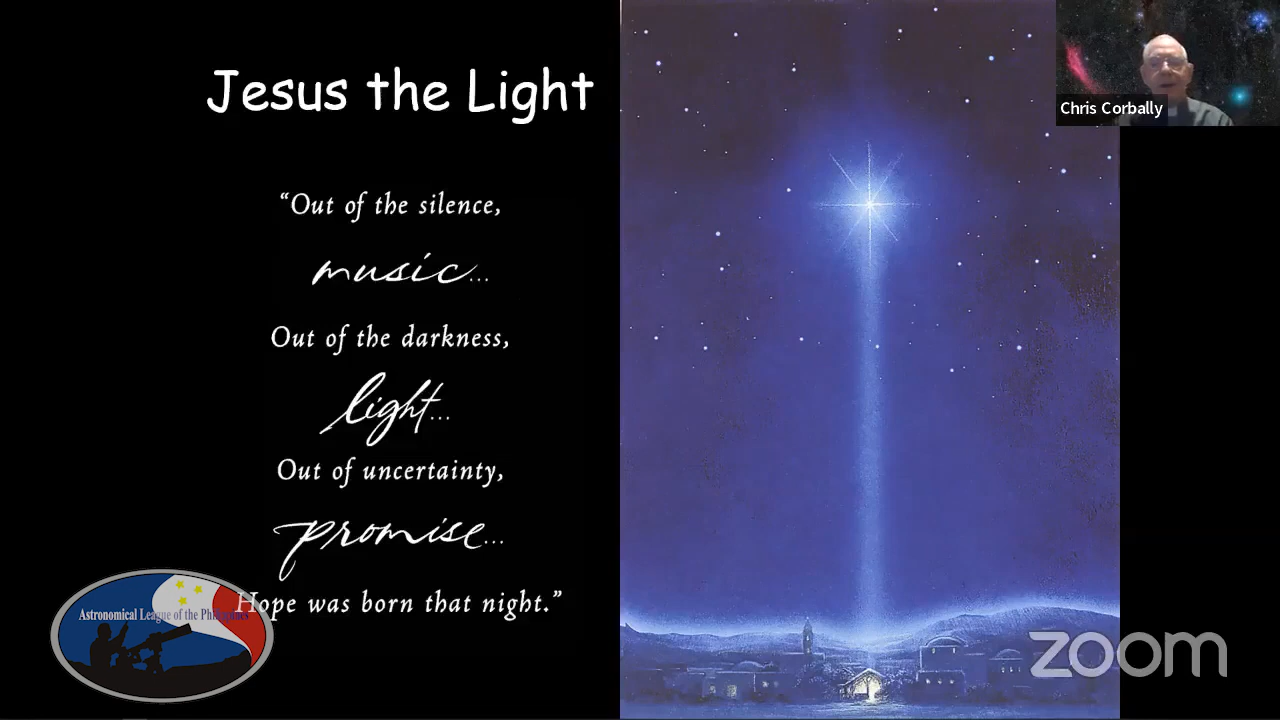 Jesus the Light
“Out of the silence,
music...
Out of the darkness,
light...
Out of uncertainty,
promise...
Hope was born that night.”
Astronomical League of the Philippines
Chris Corbally
zoom